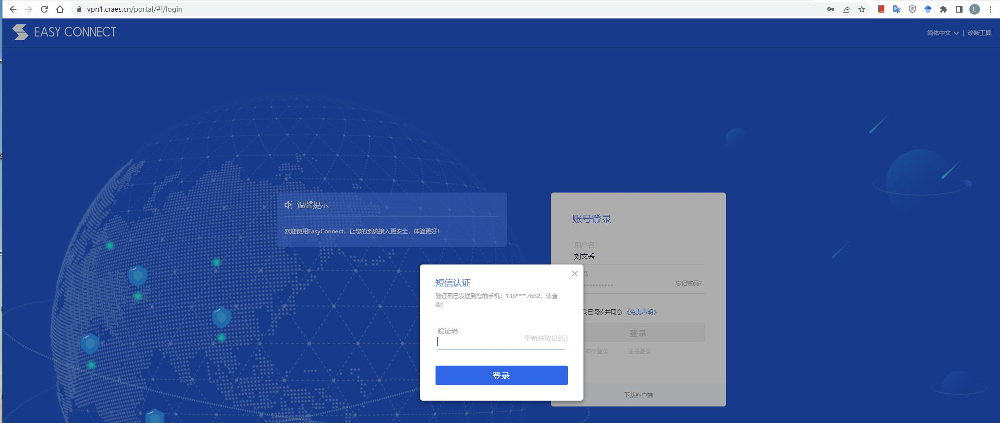 vpn1.craes.cn/portal/#!/login
L
EASY CONNECT
简体中文 | 诊断工具
温馨提示
欢迎使用EasyConnect，让您的系统接入更安全，体验更好！
账号登录
用户名
刘文秀
码
忘记密码?
我已阅读并同意 《免责声明》
登录
-KEY登录 证书登录
下载客户端
短信认证
验证码已发送到您的手机：138****7682，请查
收！
验证码
重新获取(295)
登录